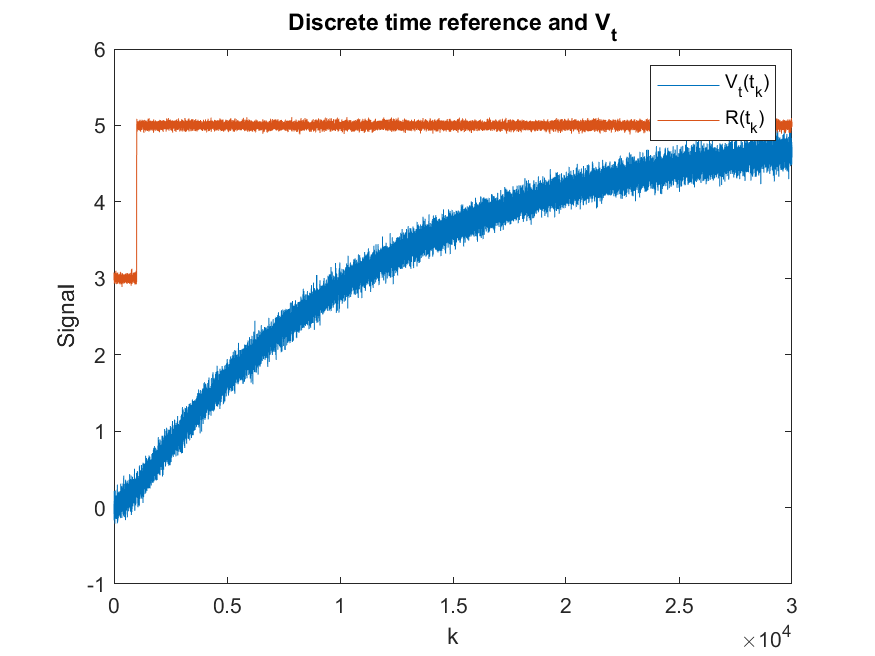 Discrete time reference and V_t
6
5
4
3
2
1
0
-1
Signal
V_t(t_k)
R(t_k)
0 0.5 1 1.5 2 2.5 3
k
×10^4